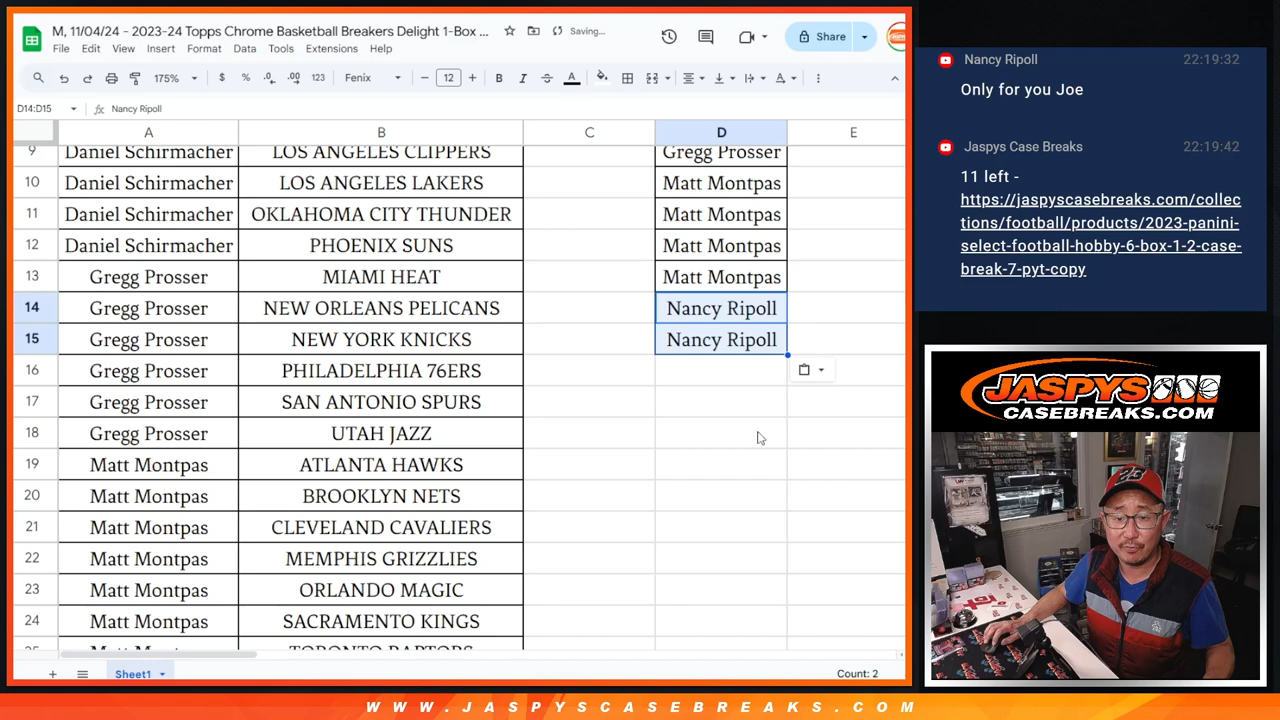 M, 11/04/24 - 2023-24 Topps Chrome Basketball Breakers Delight 1-Box ...
Saving...
Share
File Edit View Insert Format Data Tools Extensions Help
175% $ % .0 .00 123 Fenix - 12 + B I S A
D14:D15 fx Nancy Ripoll
A B C D E
9 Daniel Schirmacher LOS ANGELES CLIPPERS Gregg Prosser
10 Daniel Schirmacher LOS ANGELES LAKERS Matt Montpas
11 Daniel Schirmacher OKLAHOMA CITY THUNDER Matt Montpas
12 Daniel Schirmacher PHOENIX SUNS Matt Montpas
13 Gregg Prosser MIAMI HEAT Matt Montpas
14 Gregg Prosser NEW ORLEANS PELICANS Nancy Ripoll
15 Gregg Prosser NEW YORK KNICKS Nancy Ripoll
16 Gregg Prosser PHILADELPHIA 76ERS
17 Gregg Prosser SAN ANTONIO SPURS
18 Gregg Prosser UTAH JAZZ
19 Matt Montpas ATLANTA HAWKS
20 Matt Montpas BROOKLYN NETS
21 Matt Montpas CLEVELAND CAVALIERS
22 Matt Montpas MEMPHIS GRIZZLIES
23 Matt Montpas ORLANDO MAGIC
24 Matt Montpas SACRAMENTO KINGS
25 Matt Montpas TORONTO RAPTORS
+ Sheet1 Count: 2
Nancy Ripoll 22:19:32
Only for you Joe
Jaspys Case Breaks 22:19:42
11 left -
https://jaspyscasebreaks.com/collec
tions/football/products/2023-panini-
select-football-hobby-6-box-1-2-case-
break-7-pyt-copy
JASPYS
CASEBREAKS.COM
23
WWW.JASPYSCASEBREAKS.COM